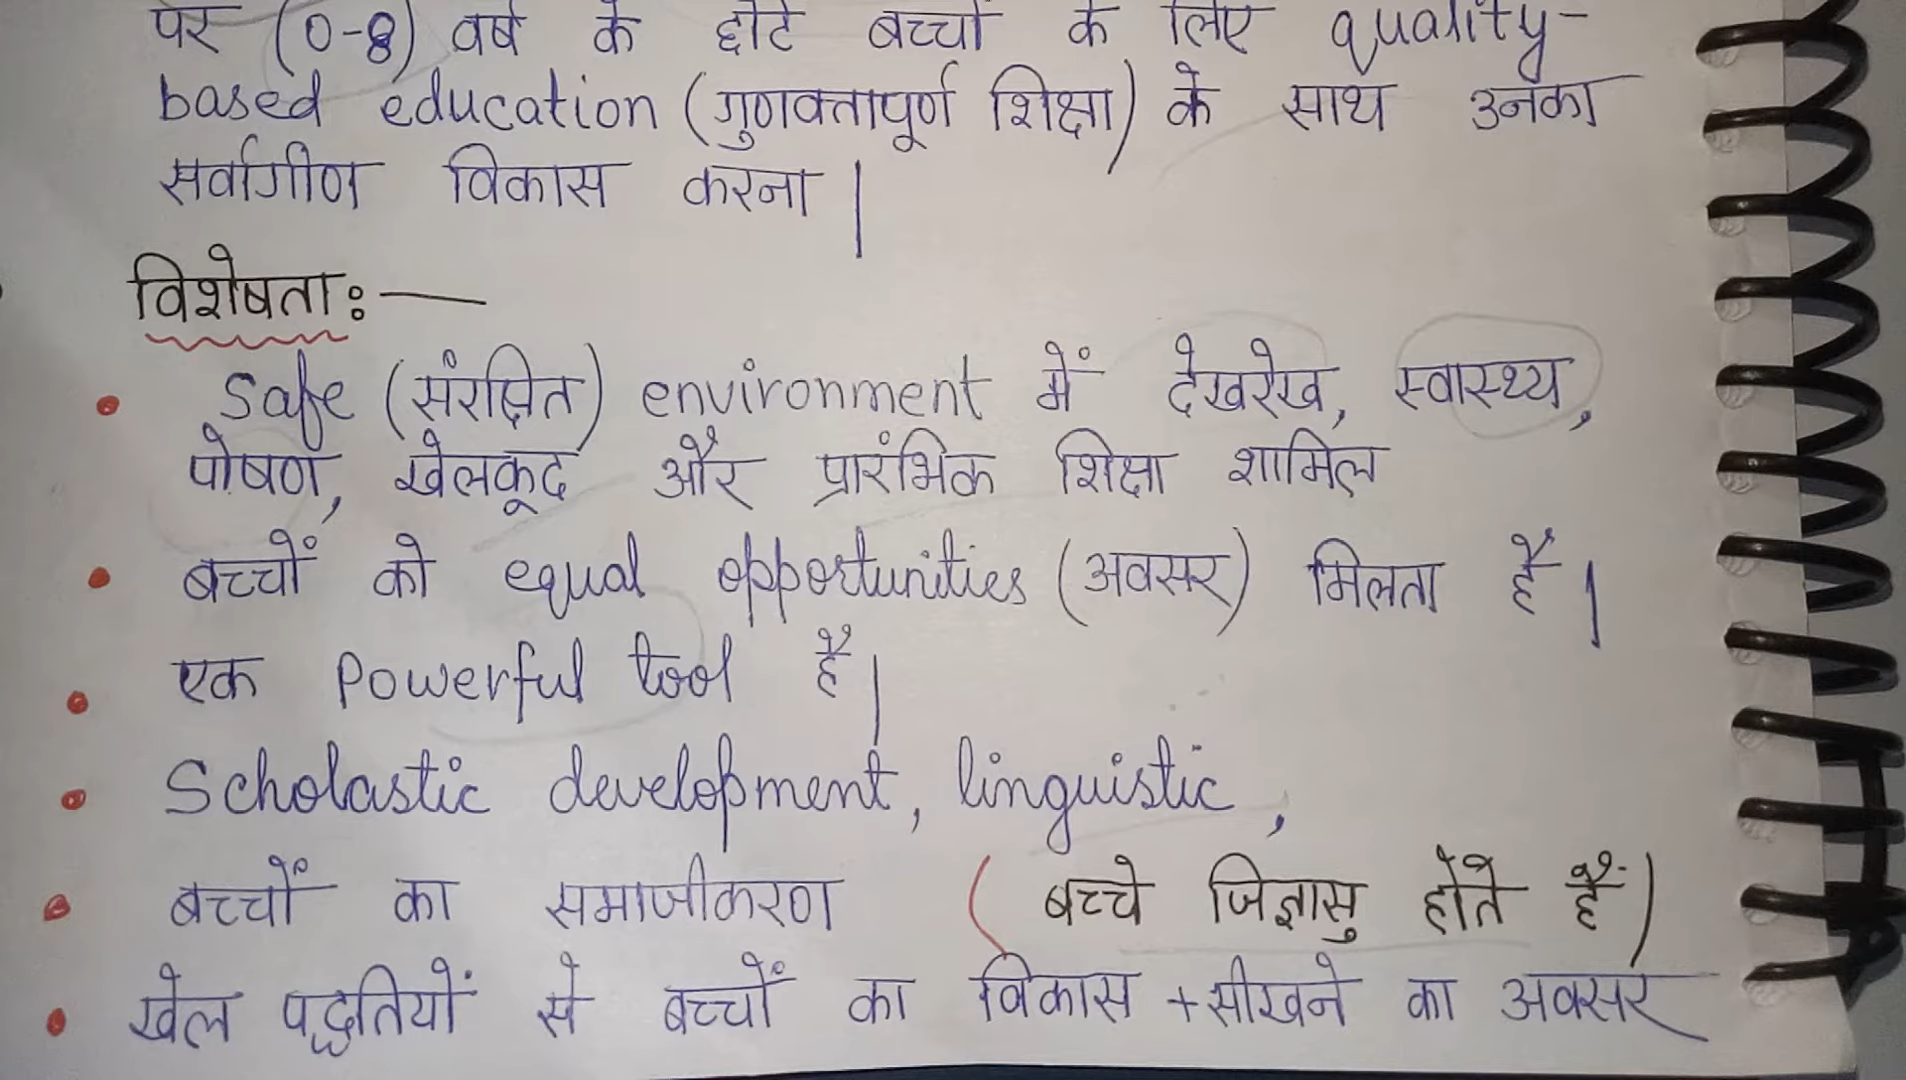 पर (0-8) वर्ष के छोटे बच्चों के लिए quality-
based education (गुणवत्तापूर्ण शिक्षा) के साथ उनका
सर्वांगीण विकास करना |
विशेषता:—
• Safe (संरक्षित) environment में देखरेख, स्वास्थ्य,
पोषण, खेलकूद और प्रारंभिक शिक्षा शामिल
• बच्चों को equal opportunities (अवसर) मिलता है |
• एक Powerful tool है |
• Scholastic development, linguistic,
• बच्चों का समाजीकरण (बच्चे जिज्ञासु होते हैं)
• खेल पद्धतियों से बच्चों का विकास + सीखने का अवसर